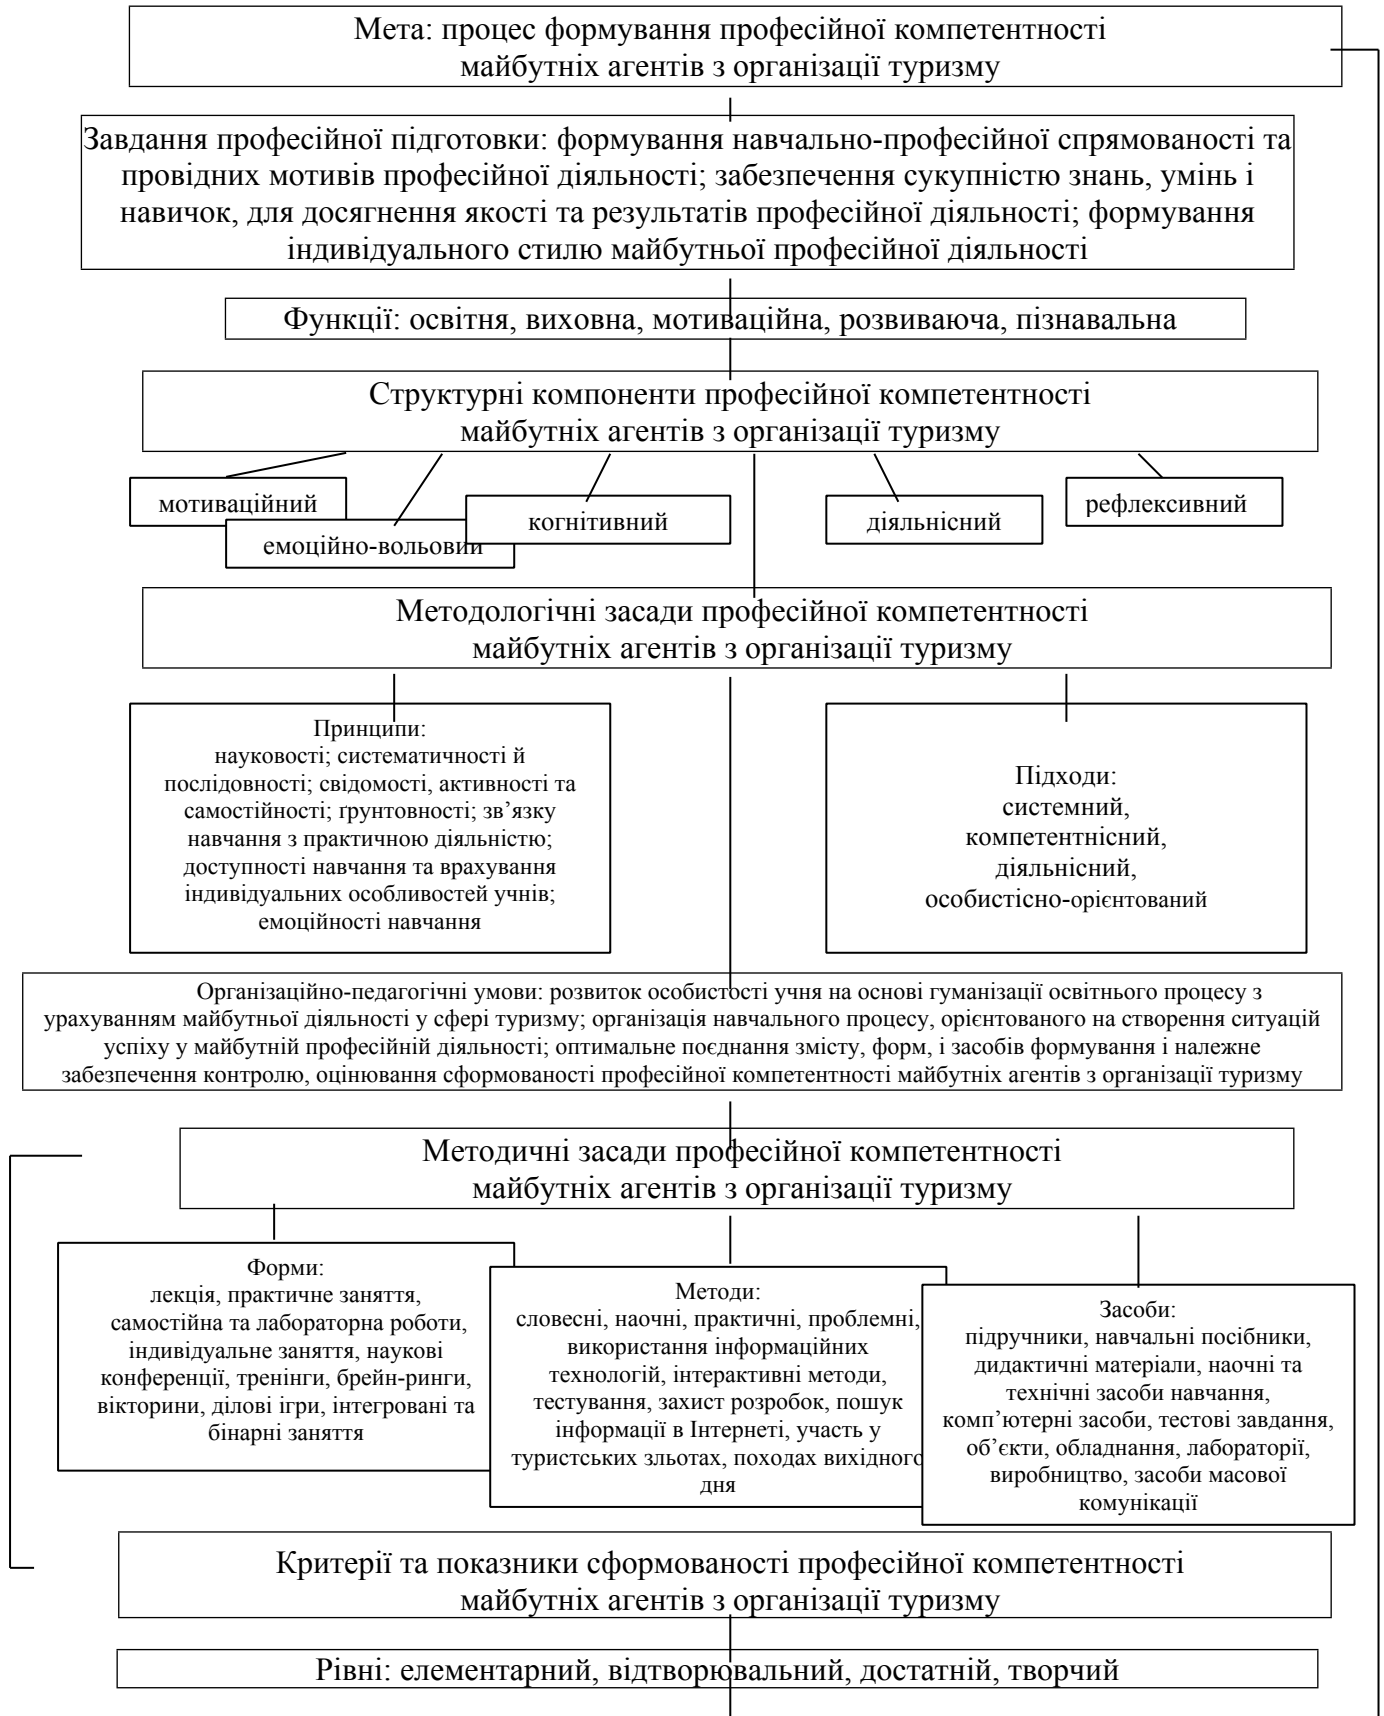 Мета: процес формування професійної компетентності
майбутніх агентів з організації туризму
Завдання професійної підготовки: формування навчально-професійної спрямованості та
провідних мотивів професійної діяльності; забезпечення сукупністю знань, умінь і
навичок, для досягнення якості та результатів професійної діяльності; формування
індивідуального стилю майбутньої професійної діяльності
Функції: освітня, виховна, мотиваційна, розвиваюча, пізнавальна
Структурні компоненти професійної компетентності
майбутніх агентів з організації туризму
мотиваційний
емоційно-вольовий
когнітивний
діяльнісний
рефлексивний
Методологічні засади професійної компетентності
майбутніх агентів з організації туризму
Принципи:
науковості; систематичності й
послідовності; свідомості, активності та
самостійності; ґрунтовності; зв’язку
навчання з практичною діяльністю;
доступності навчання та врахування
індивідуальних особливостей учнів;
емоційності навчання
Підходи:
системний,
компетентнісний,
діяльнісний,
особистісно-орієнтований
Організаційно-педагогічні умови: розвиток особистості учня на основі гуманізації освітнього процесу з
урахуванням майбутньої діяльності у сфері туризму; організація навчального процесу, орієнтованого на створення ситуацій
успіху у майбутній професійній діяльності; оптимальне поєднання змісту, форм, і засобів формування і належне
забезпечення контролю, оцінювання сформованості професійної компетентності майбутніх агентів з організації туризму
Методичні засади професійної компетентності
майбутніх агентів з організації туризму
Форми:
лекція, практичне заняття,
самостійна та лабораторна роботи,
індивідуальне заняття, наукові
конференції, тренінги, брейн-ринги,
вікторини, ділові ігри, інтегровані та
бінарні заняття
Методи:
словесні, наочні, практичні, проблемні,
використання інформаційних
технологій, інтерактивні методи,
тестування, захист розробок, пошук
інформації в Інтернеті, участь у
туристських зльотах, походах вихідного
дня
Засоби:
підручники, навчальні посібники,
дидактичні матеріали, наочні та
технічні засоби навчання,
комп’ютерні засоби, тестові завдання,
об’єкти, обладнання, лабораторії,
виробництво, засоби масової
комунікації
Критерії та показники сформованості професійної компетентності
майбутніх агентів з організації туризму
Рівні: елементарний, відтворювальний, достатній, творчий